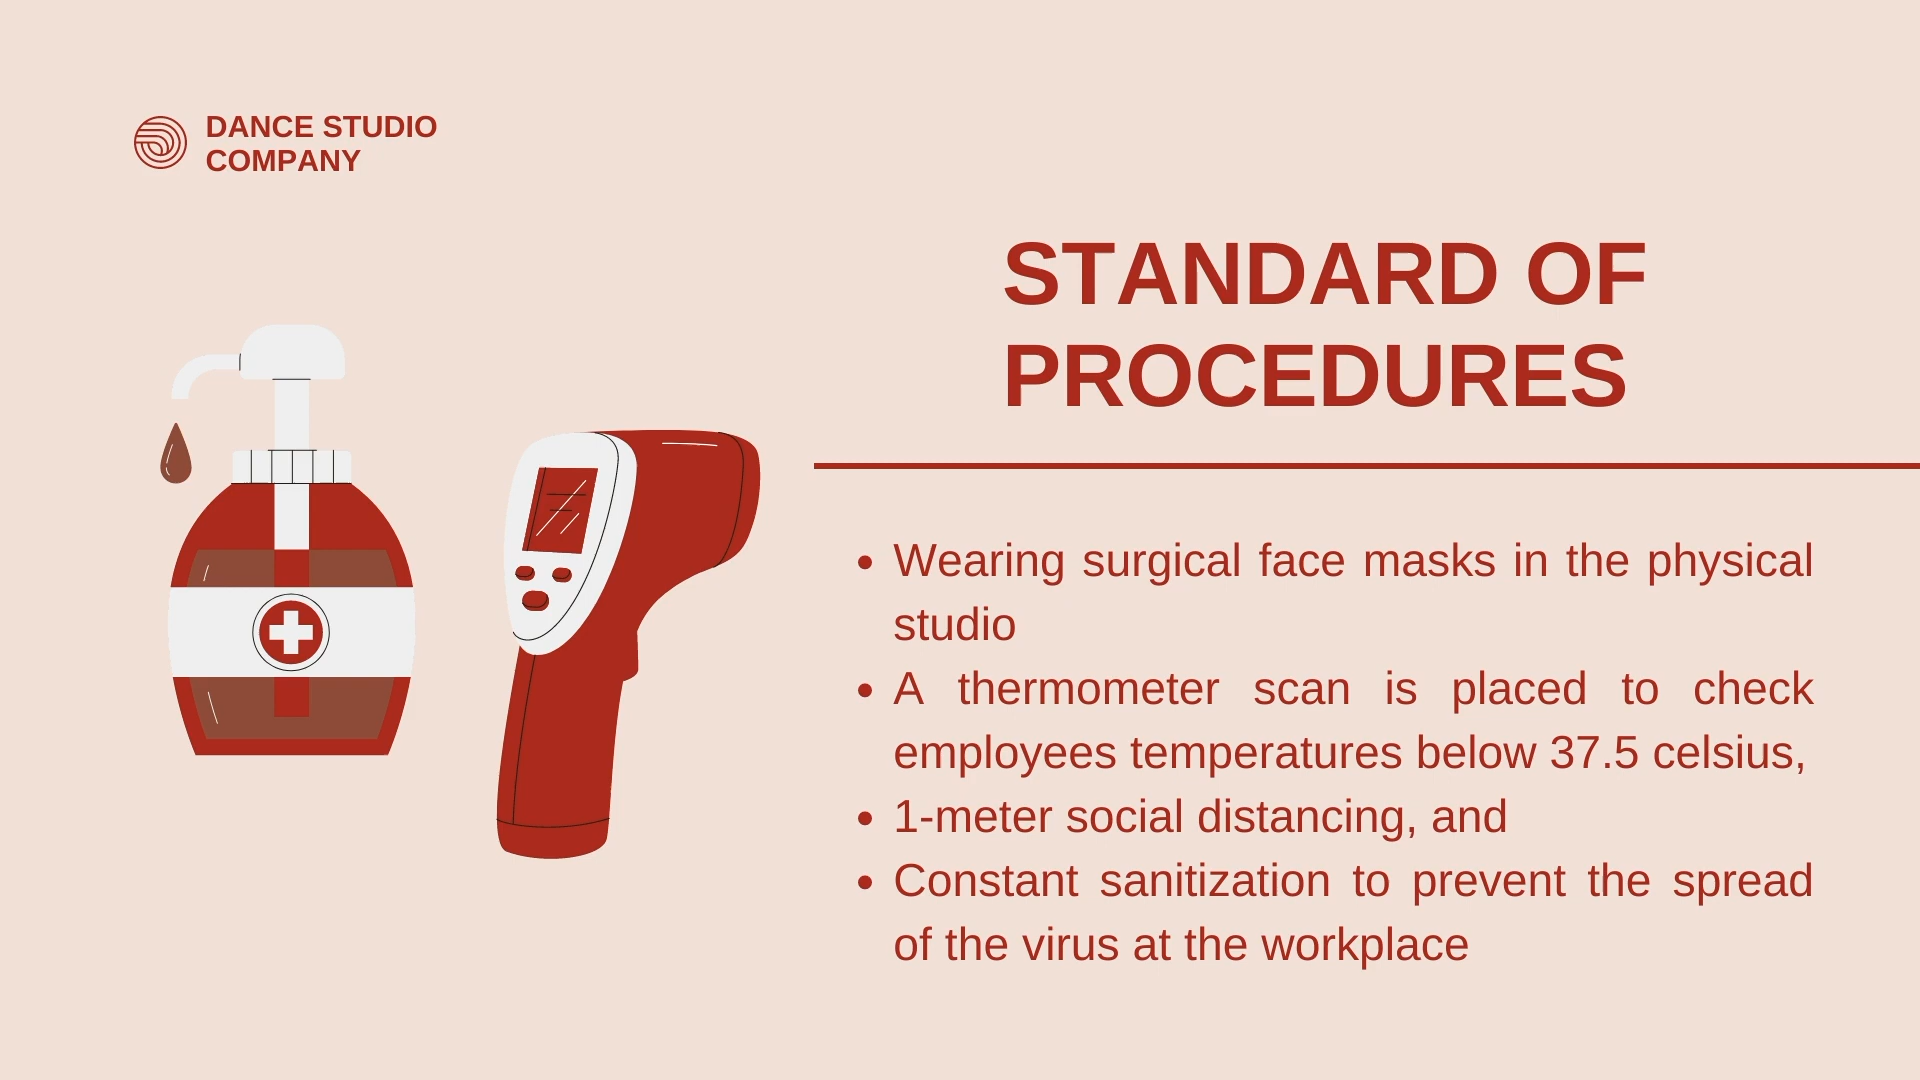 DANCE STUDIO
COMPANY
STANDARD OF
PROCEDURES
• Wearing surgical face masks in the physical
studio
• A thermometer scan is placed to check
employees temperatures below 37.5 celsius,
• 1-meter social distancing, and
• Constant sanitization to prevent the spread
of the virus at the workplace